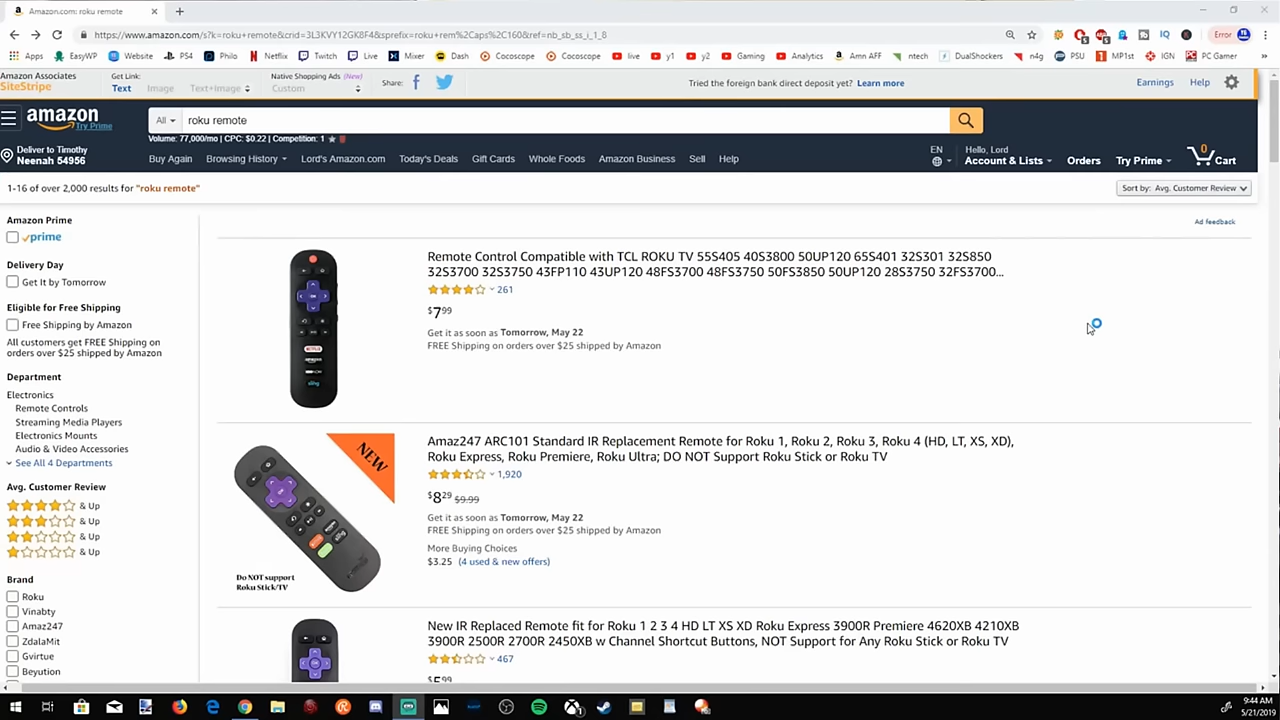 Amazon.com: roku remote
https://www.amazon.com/s?k=roku+remote&crid=3L3KVY12GK8F4&sprefix=roku+rem%2Caps%2C160&ref=nb_sb_ss_i_1_8
Error
Apps EasyWP Website PS4 Philo Netflix Twitch Live Mixer Dash Cocoscope Cocoscope live y1 y2 Gaming Analytics Amn AFF ntech DualShockers n4g PSU MP1st IGN PC Gamer
Amazon Associates
SiteStripe
Get Link:
Text Image Text+Image
Native Shopping Ads (New)
Custom
Share:
Tried the foreign bank direct deposit yet? Learn more
Earnings Help
amazon
Try Prime
All
roku remote
Volume: 77,000/mo | CPC: $0.22 | Competition: 1
Deliver to Timothy
Neenah 54956
Buy Again Browsing History Lord's Amazon.com Today's Deals Gift Cards Whole Foods Amazon Business Sell Help
EN
Hello, Lord
Account & Lists
Orders
Try Prime
0
Cart
1-16 of over 2,000 results for "roku remote"
Sort by: Avg. Customer Review
Amazon Prime
prime
Delivery Day
Get It by Tomorrow
Eligible for Free Shipping
Free Shipping by Amazon
All customers get FREE Shipping on
orders over $25 shipped by Amazon
Department
Electronics
Remote Controls
Streaming Media Players
Electronics Mounts
Audio & Video Accessories
See All 4 Departments
Avg. Customer Review
& Up
& Up
& Up
& Up
Brand
Roku
Vinabty
Amaz247
ZdalaMit
Gvirtue
Beyution
Ad feedback
Remote Control Compatible with TCL ROKU TV 55S405 40S3800 50UP120 65S401 32S301 32S850
32S3700 32S3750 43FP110 43UP120 48FS3700 48FS3750 50FS3850 50UP120 28S3750 32FS3700...
261
$7.99
Get it as soon as Tomorrow, May 22
FREE Shipping on orders over $25 shipped by Amazon
OK
NETFLIX
sling
NEW
Do NOT support
Roku Stick/TV
Amaz247 ARC101 Standard IR Replacement Remote for Roku 1, Roku 2, Roku 3, Roku 4 (HD, LT, XS, XD),
Roku Express, Roku Premiere, Roku Ultra; DO NOT Support Roku Stick or Roku TV
1,920
$8.29 $9.99
Get it as soon as Tomorrow, May 22
FREE Shipping on orders over $25 shipped by Amazon
More Buying Choices
$3.25 (4 used & new offers)
New IR Replaced Remote fit for Roku 1 2 3 4 HD LT XS XD Roku Express 3900R Premiere 4620XB 4210XB
3900R 2500R 2700R 2450XB w Channel Shortcut Buttons, NOT Support for Any Roku Stick or Roku TV
467
$5.99
OK
9:44 AM
5/21/2019